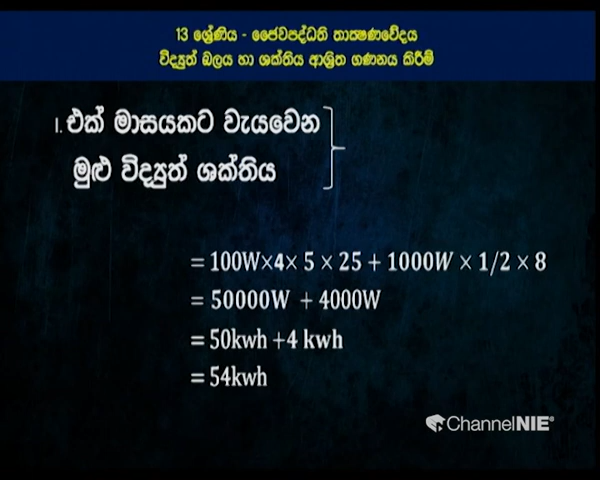 13 ශ්‍රේණිය - ජෛවපද්ධති තාක්ෂණවේදය
විද්‍යුත් බලය හා ශක්තිය ආශ්‍රිත ගණනය කිරීම්
I. එක් මාසයකට වැයවෙන
මුළු විද්‍යුත් ශක්තිය
= 100W×4× 5 × 25 + 1000W × 1/2 × 8
= 50000W + 4000W
= 50kwh +4 kwh
= 54kwh
ChannelNIE